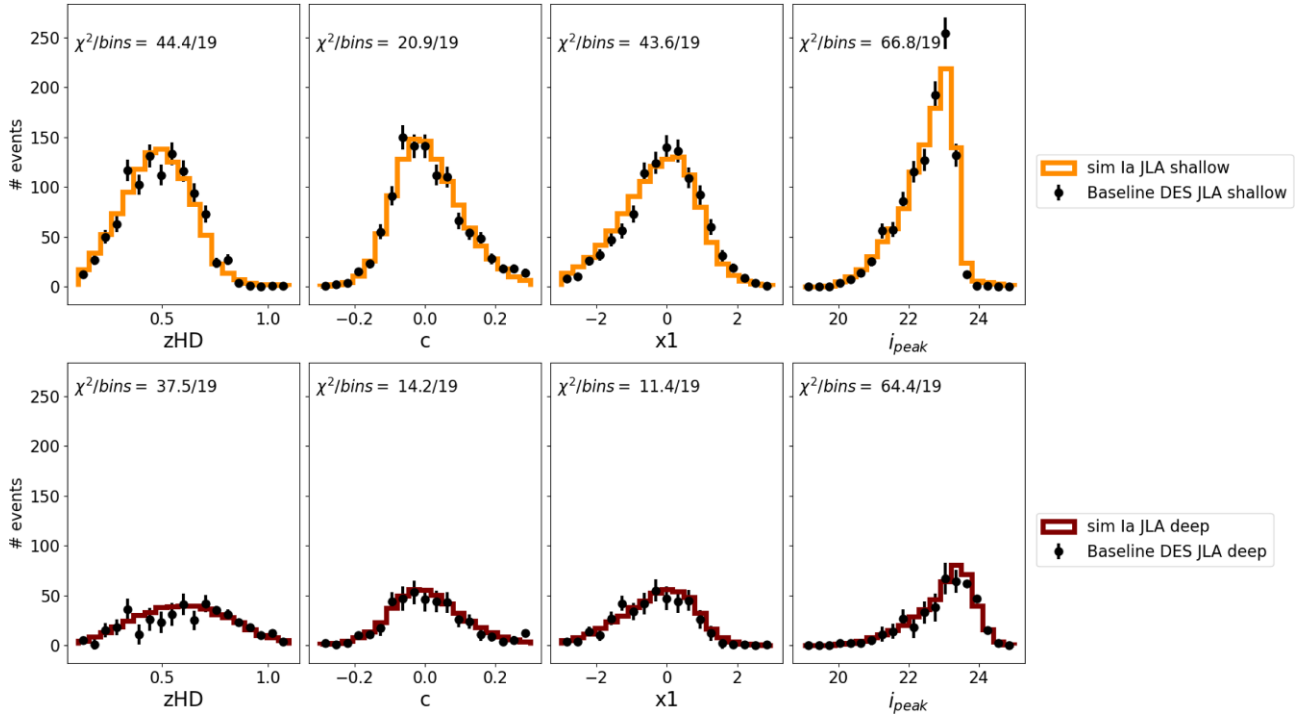 250
200
150
100
50
0
# events
χ²/bins = 44.4/19
χ²/bins = 20.9/19
χ²/bins = 43.6/19
χ²/bins = 66.8/19
0.5 1.0
−0.2 0.0 0.2
−2 0 2
20 22 24
zHD
c
x1
i_peak
sim Ia JLA shallow
Baseline DES JLA shallow
250
200
150
100
50
0
# events
χ²/bins = 37.5/19
χ²/bins = 14.2/19
χ²/bins = 11.4/19
χ²/bins = 64.4/19
0.5 1.0
−0.2 0.0 0.2
−2 0 2
20 22 24
zHD
c
x1
i_peak
sim Ia JLA deep
Baseline DES JLA deep